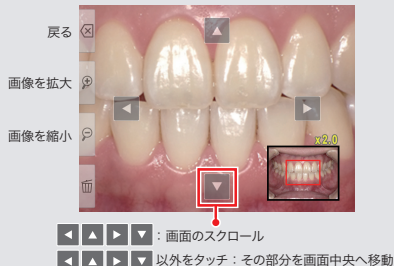 戻る
画像を拡大
画像を縮小
x2.0
◀ ▲ ▶ ▼ : 画面のスクロール
◀ ▲ ▶ ▼ 以外をタッチ : その部分を画面中央へ移動